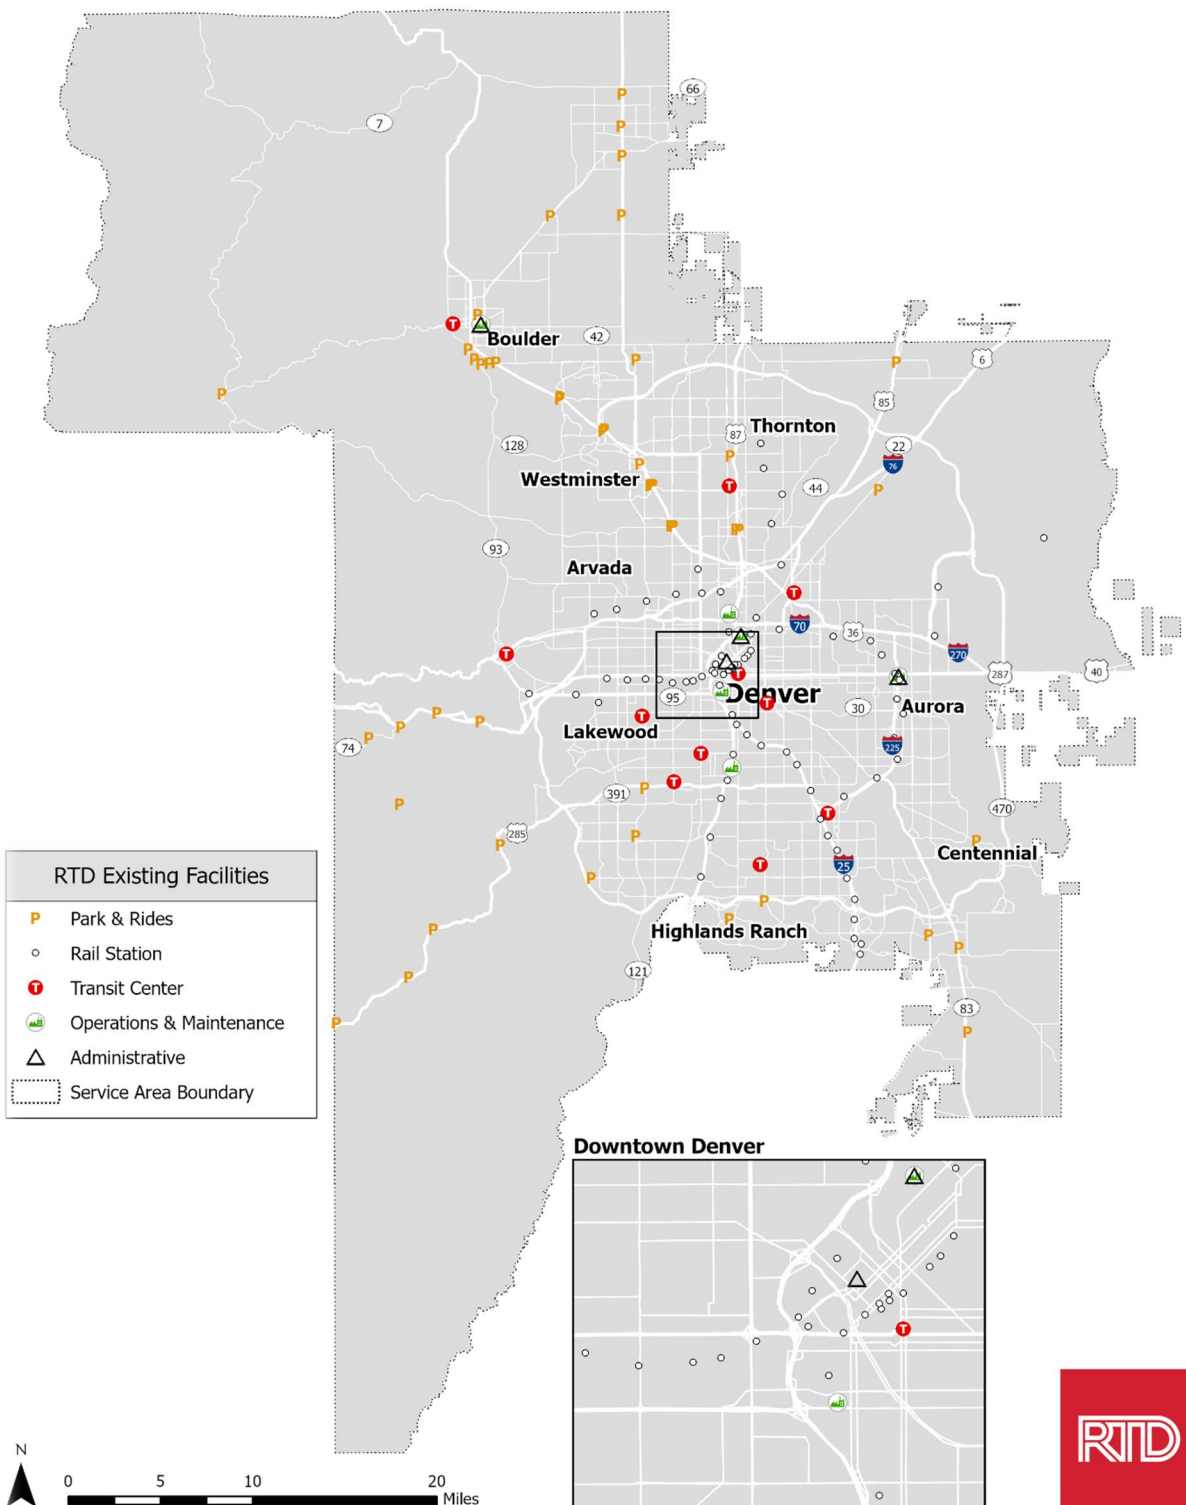 66
7
Boulder
42
6
85
Thornton
87
128
22
76
Westminster
44
93
Arvada
70
36
270
287
40
95
Denver
30
Aurora
Lakewood
74
225
391
470
285
25
Centennial
Highlands Ranch
121
83
RTD Existing Facilities
P Park & Rides
Rail Station
T Transit Center
Operations & Maintenance
Administrative
Service Area Boundary
Downtown Denver
N
0 5 10 20
Miles
RTD